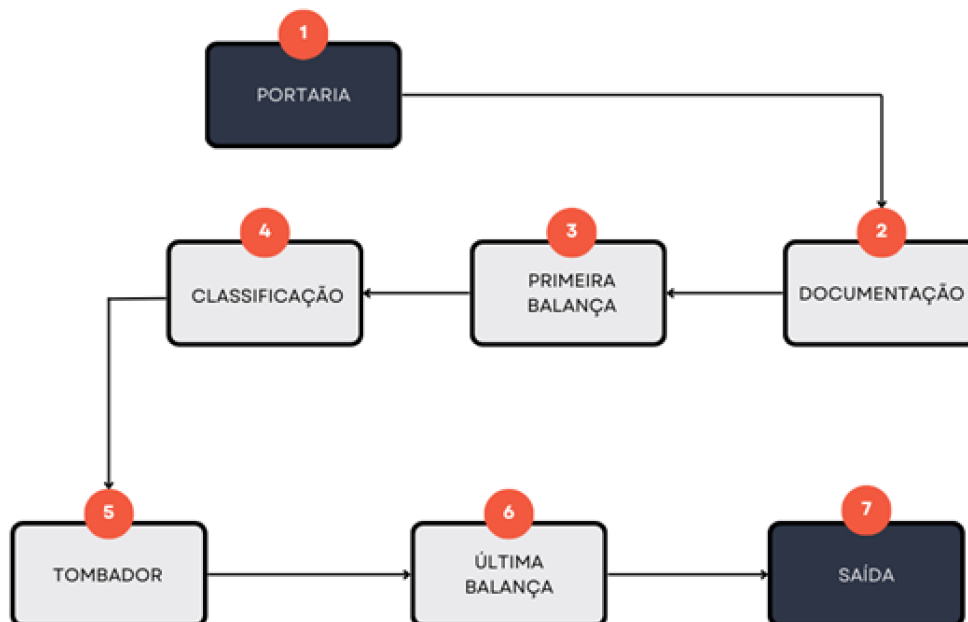 1
PORTARIA
2
DOCUMENTAÇÃO
3
PRIMEIRA
BALANÇA
4
CLASSIFICAÇÃO
5
TOMBADOR
6
ÚLTIMA
BALANÇA
7
SAÍDA